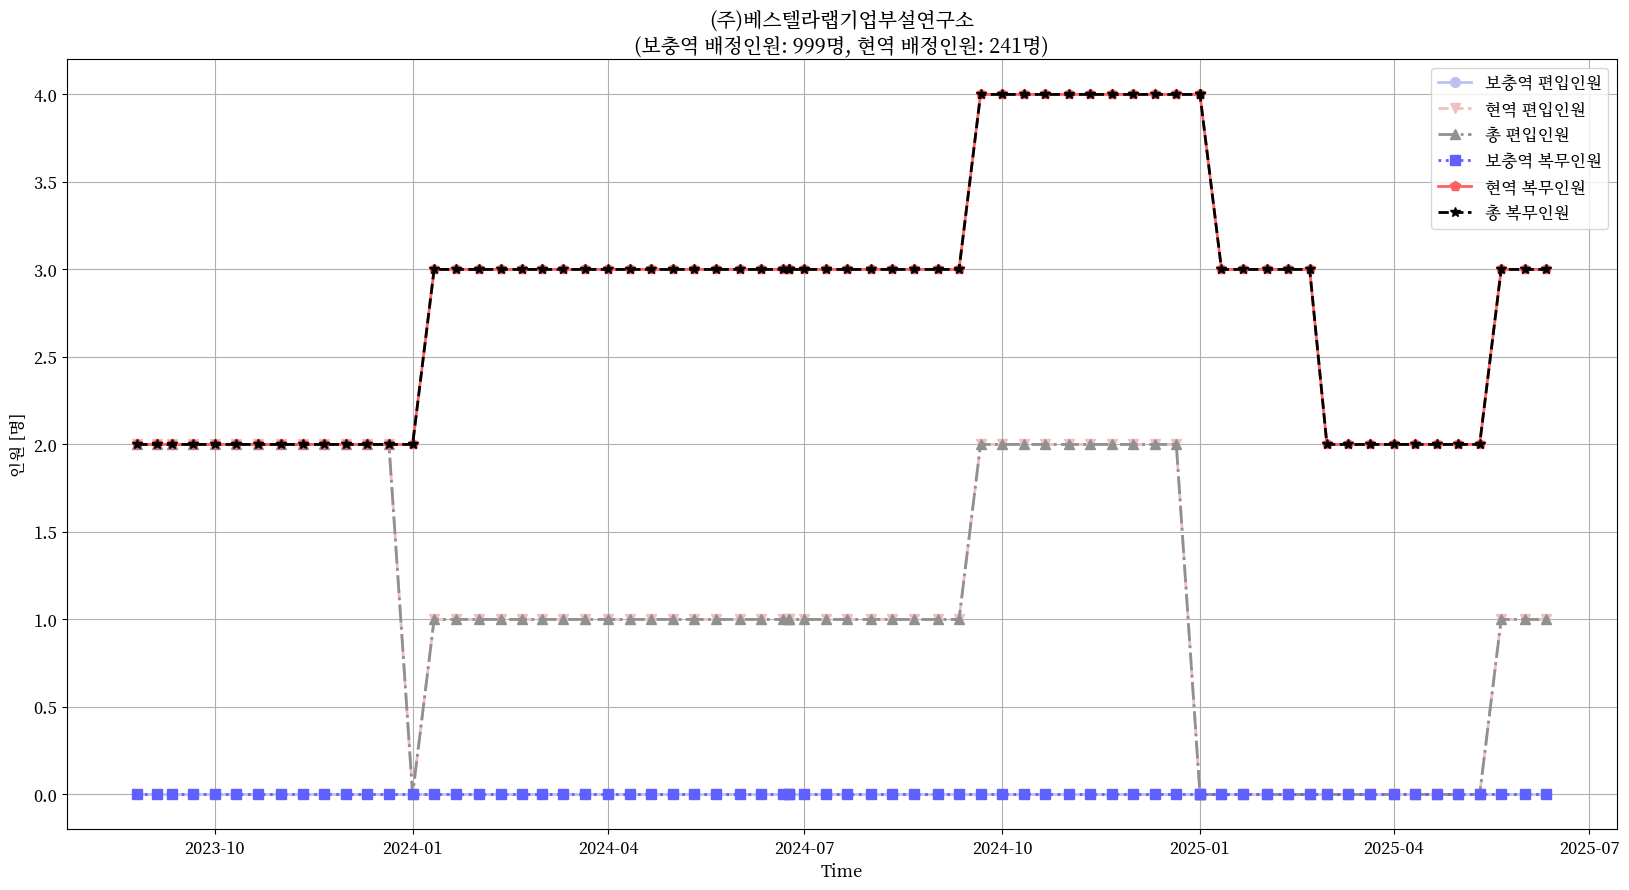 (주)베스텔라랩기업부설연구소
(보충역 배정인원: 999명, 현역 배정인원: 241명)
보충역 편입인원
현역 편입인원
총 편입인원
보충역 복무인원
현역 복무인원
총 복무인원
인원 [명]
4.0
3.5
3.0
2.5
2.0
1.5
1.0
0.5
0.0
2023-10
2024-01
2024-04
2024-07
2024-10
2025-01
2025-04
2025-07
Time